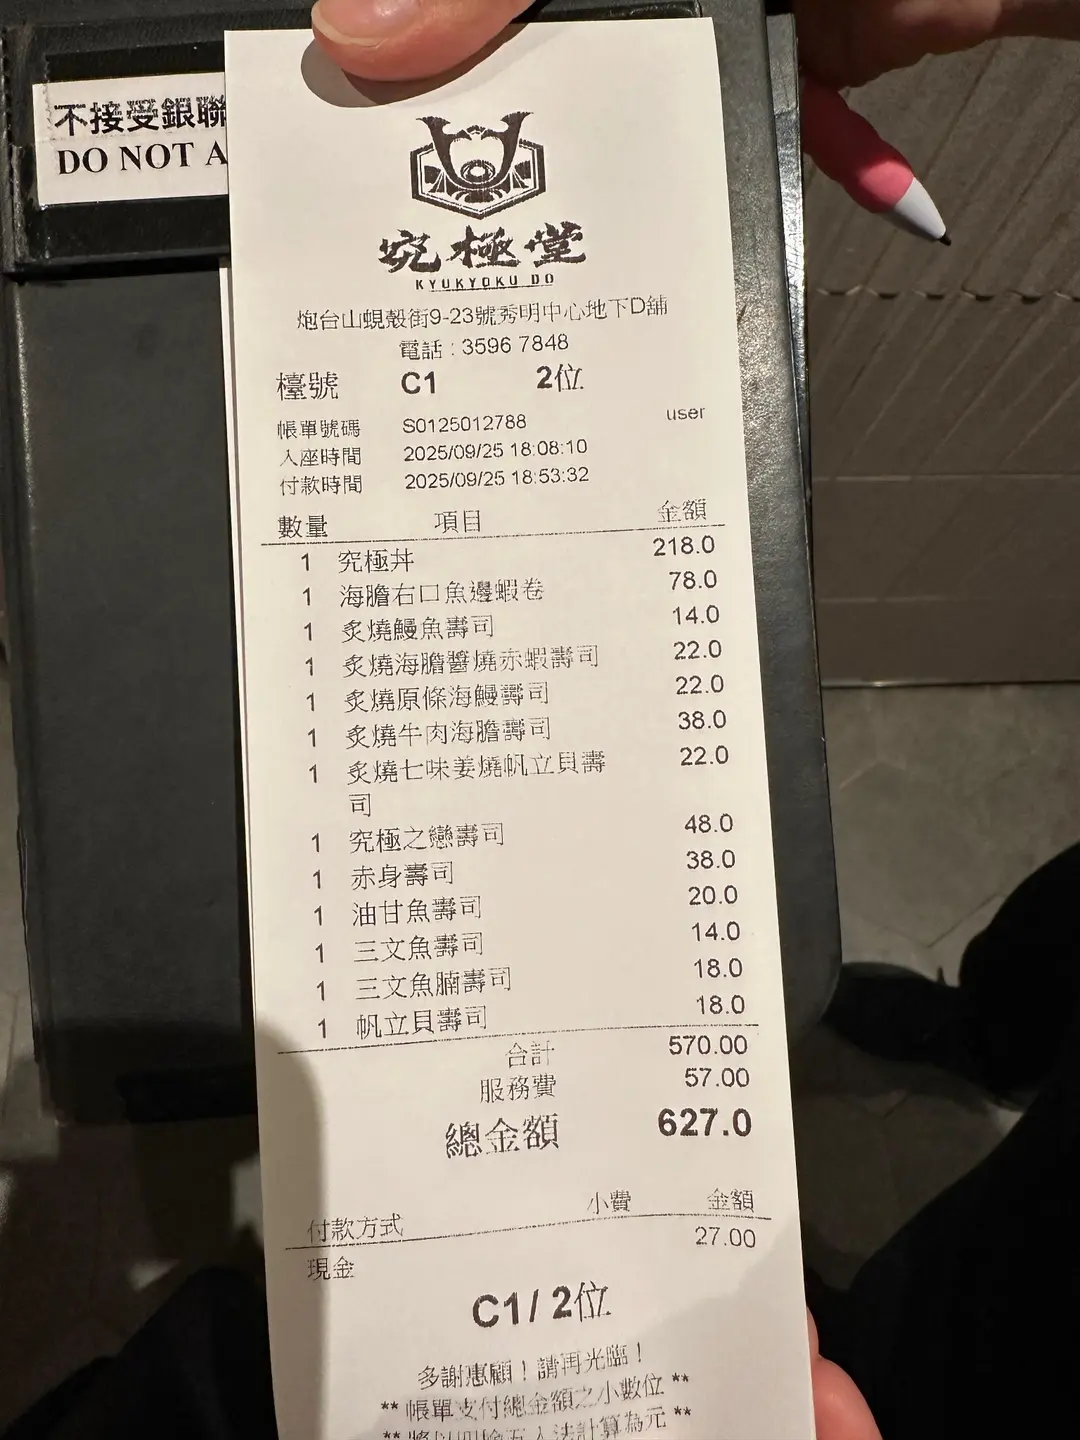 不接受銀聯
DO NOT A
究極堂
KYUKYOKU DO
炮台山蜆殼街9-23號秀明中心地下D舖
電話 : 3596 7848
檯號 C1 2位
帳單號碼 S0125012788 user
入座時間 2025/09/25 18:08:10
付款時間 2025/09/25 18:53:32
數量 項目 金額
1 究極丼 218.0
1 海膽右口魚邊蝦卷 78.0
1 炙燒鰻魚壽司 14.0
1 炙燒海膽醬燒赤蝦壽司 22.0
1 炙燒原條海鰻壽司 22.0
1 炙燒牛肉海膽壽司 38.0
1 炙燒七味姜燒帆立貝壽 22.0
司
1 究極之戀壽司 48.0
1 赤身壽司 38.0
1 油甘魚壽司 20.0
1 三文魚壽司 14.0
1 三文魚腩壽司 18.0
1 帆立貝壽司 18.0
合計 570.00
服務費 57.00
總金額 627.0
付款方式 小費 金額
現金 27.00
C1 / 2位
多謝惠顧！請再光臨！
** 帳單支付總金額之小數位 **
** 將以四捨五入法計算為元 **